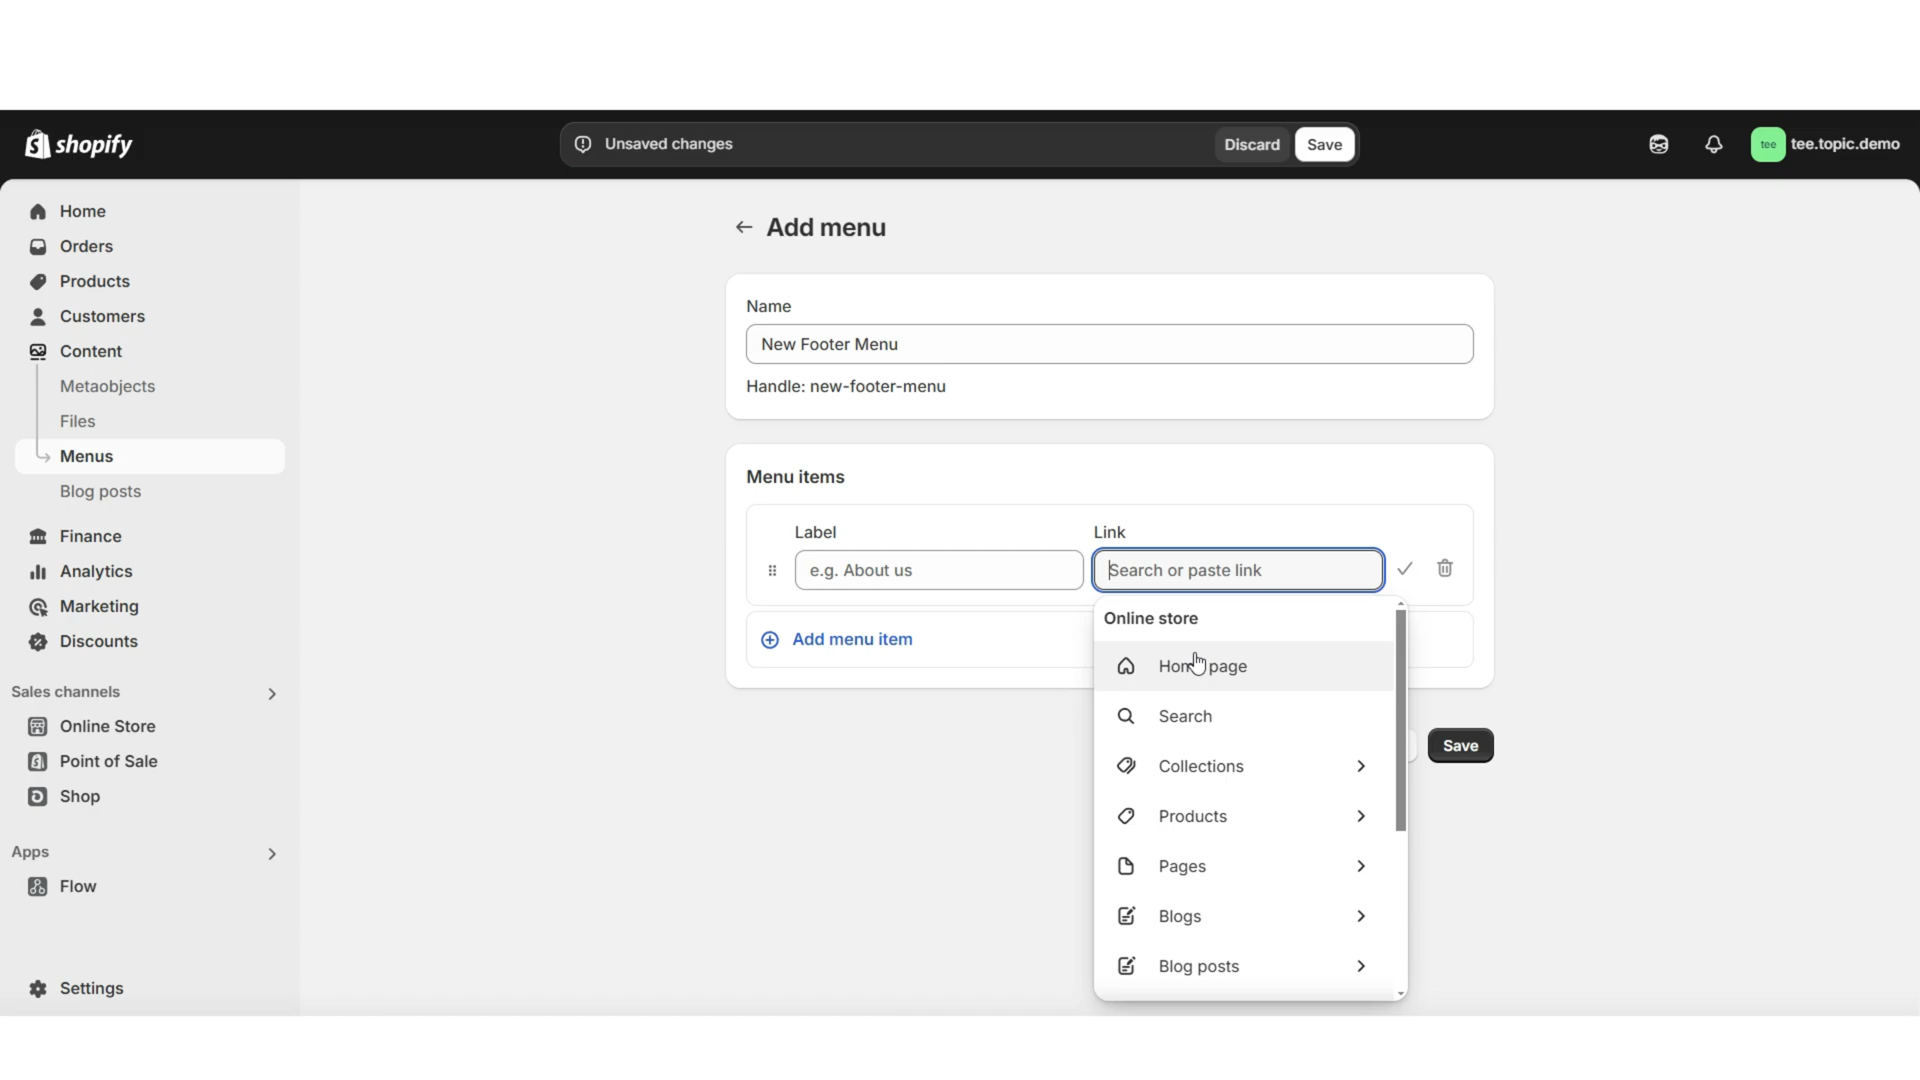 shopify
Unsaved changes
Discard
Save
tee
tee.topic.demo
Home
Orders
Products
Customers
Content
Metaobjects
Files
Menus
Blog posts
Finance
Analytics
Marketing
Discounts
Sales channels
Online Store
Point of Sale
Shop
Apps
Flow
Settings
Add menu
Name
New Footer Menu
Handle: new-footer-menu
Menu items
Label
Link
e.g. About us
Search or paste link
Add menu item
Online store
Home page
Search
Collections
Products
Pages
Blogs
Blog posts
Save